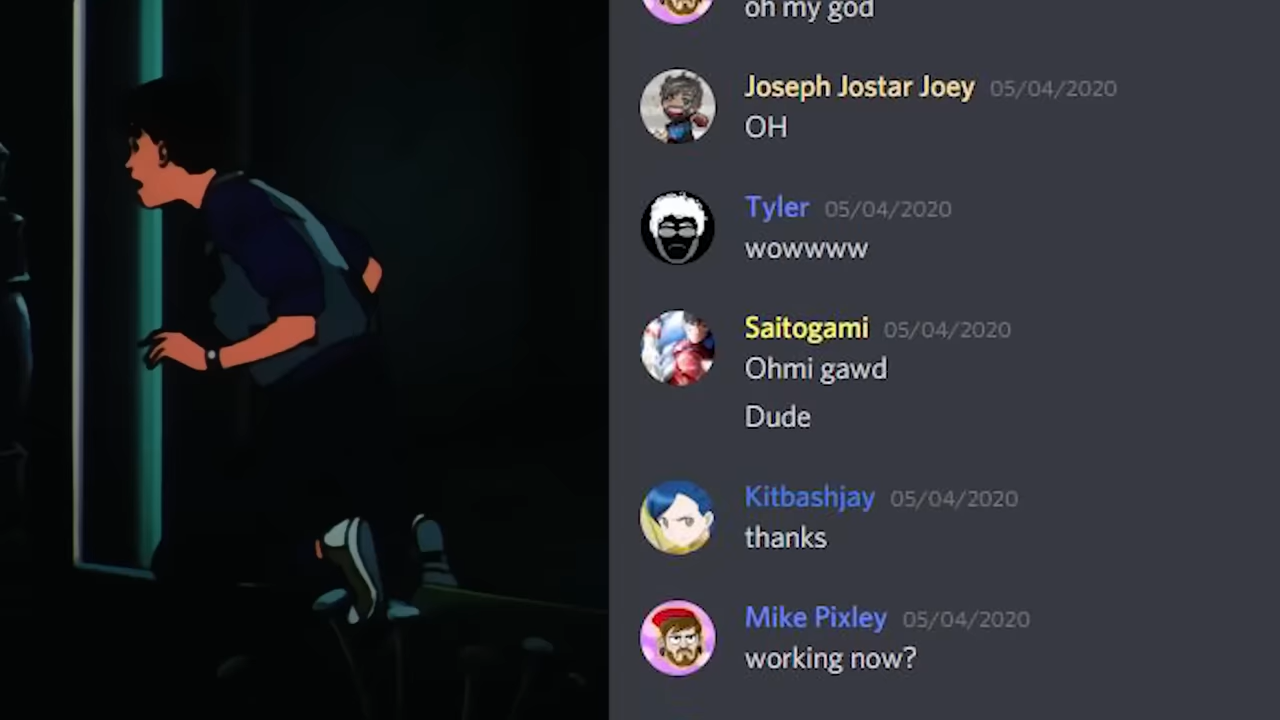 oh my god
Joseph Jostar Joey 05/04/2020
OH
Tyler 05/04/2020
wowwww
Saitogami 05/04/2020
Ohmi gawd
Dude
Kitbashjay 05/04/2020
thanks
Mike Pixley 05/04/2020
working now?